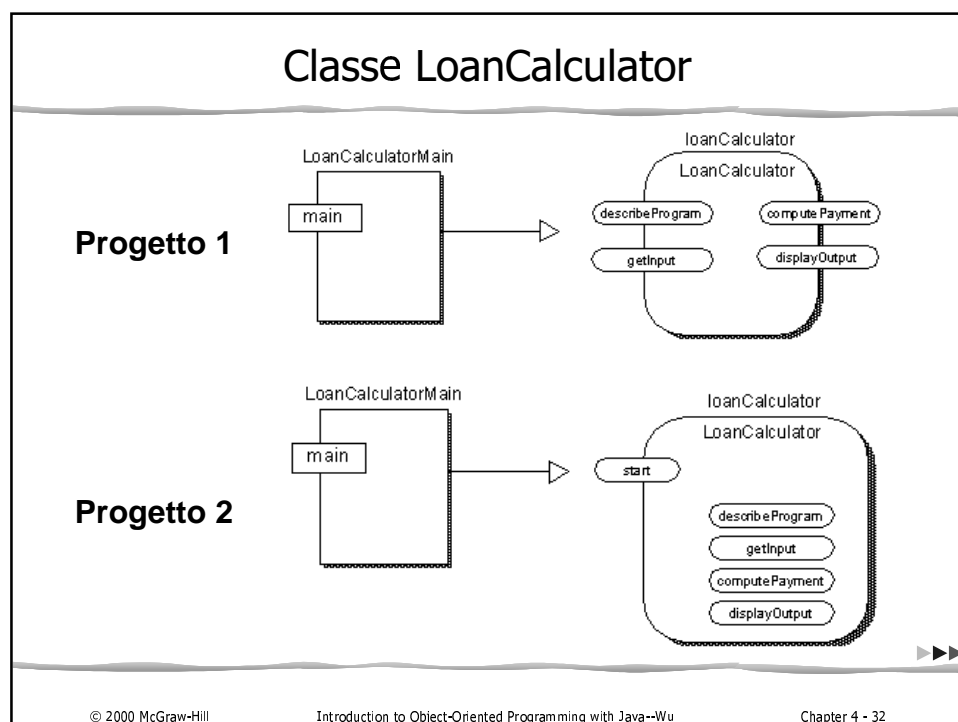 Classe LoanCalculator
Progetto 1
LoanCalculatorMain
main
loanCalculator
LoanCalculator
describeProgram
getInput
computePayment
displayOutput
Progetto 2
LoanCalculatorMain
main
loanCalculator
LoanCalculator
start
describeProgram
getInput
computePayment
displayOutput
© 2000 McGraw-Hill
Introduction to Object-Oriented Programming with Java--Wu
Chapter 4 - 32